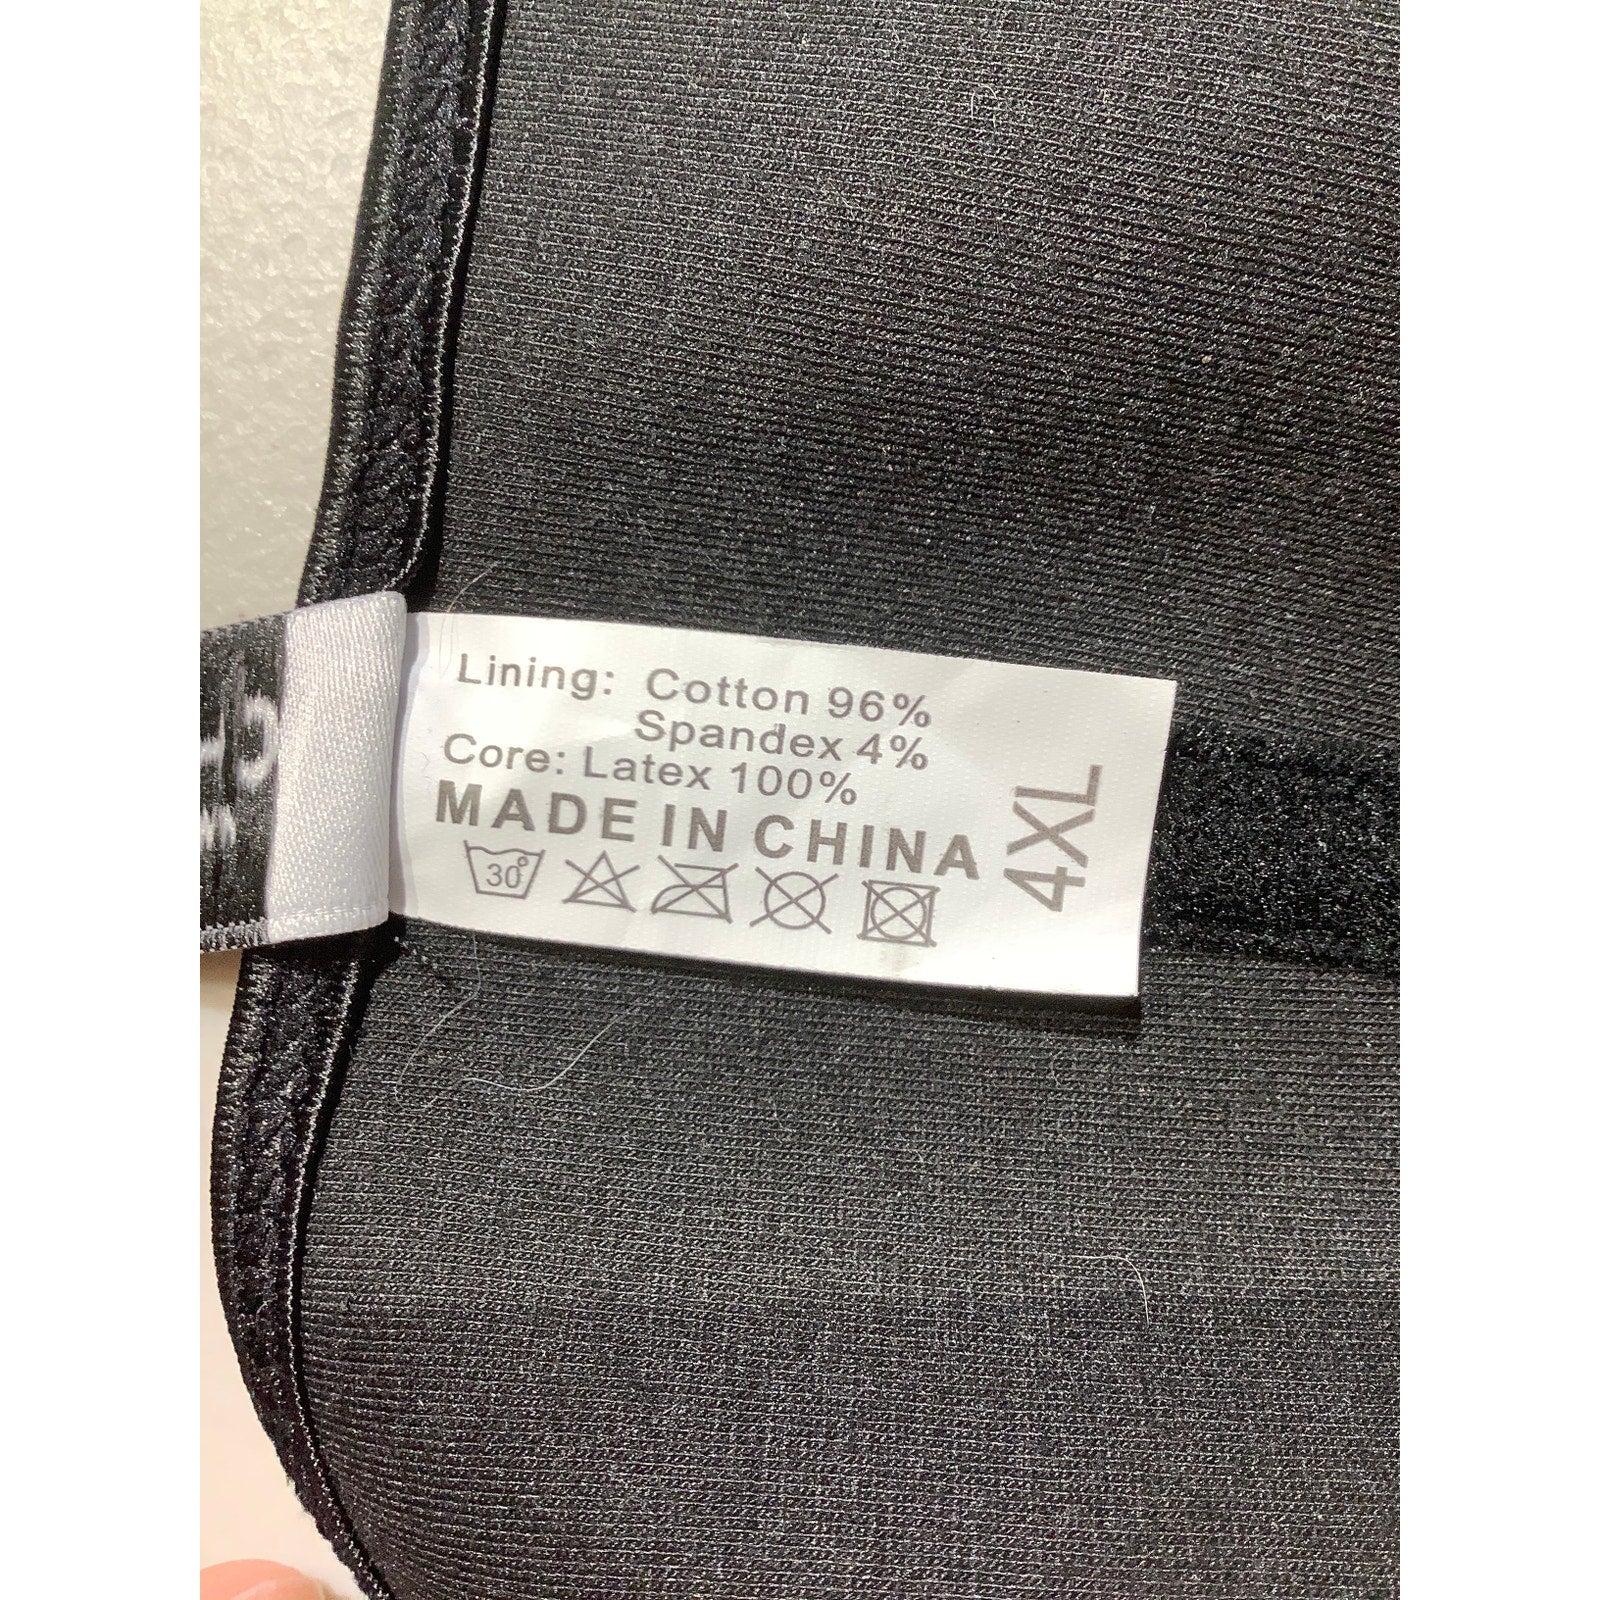 Lining: Cotton 96%
Spandex 4%
Core: Latex 100%
MADE IN CHINA
30°
4XL